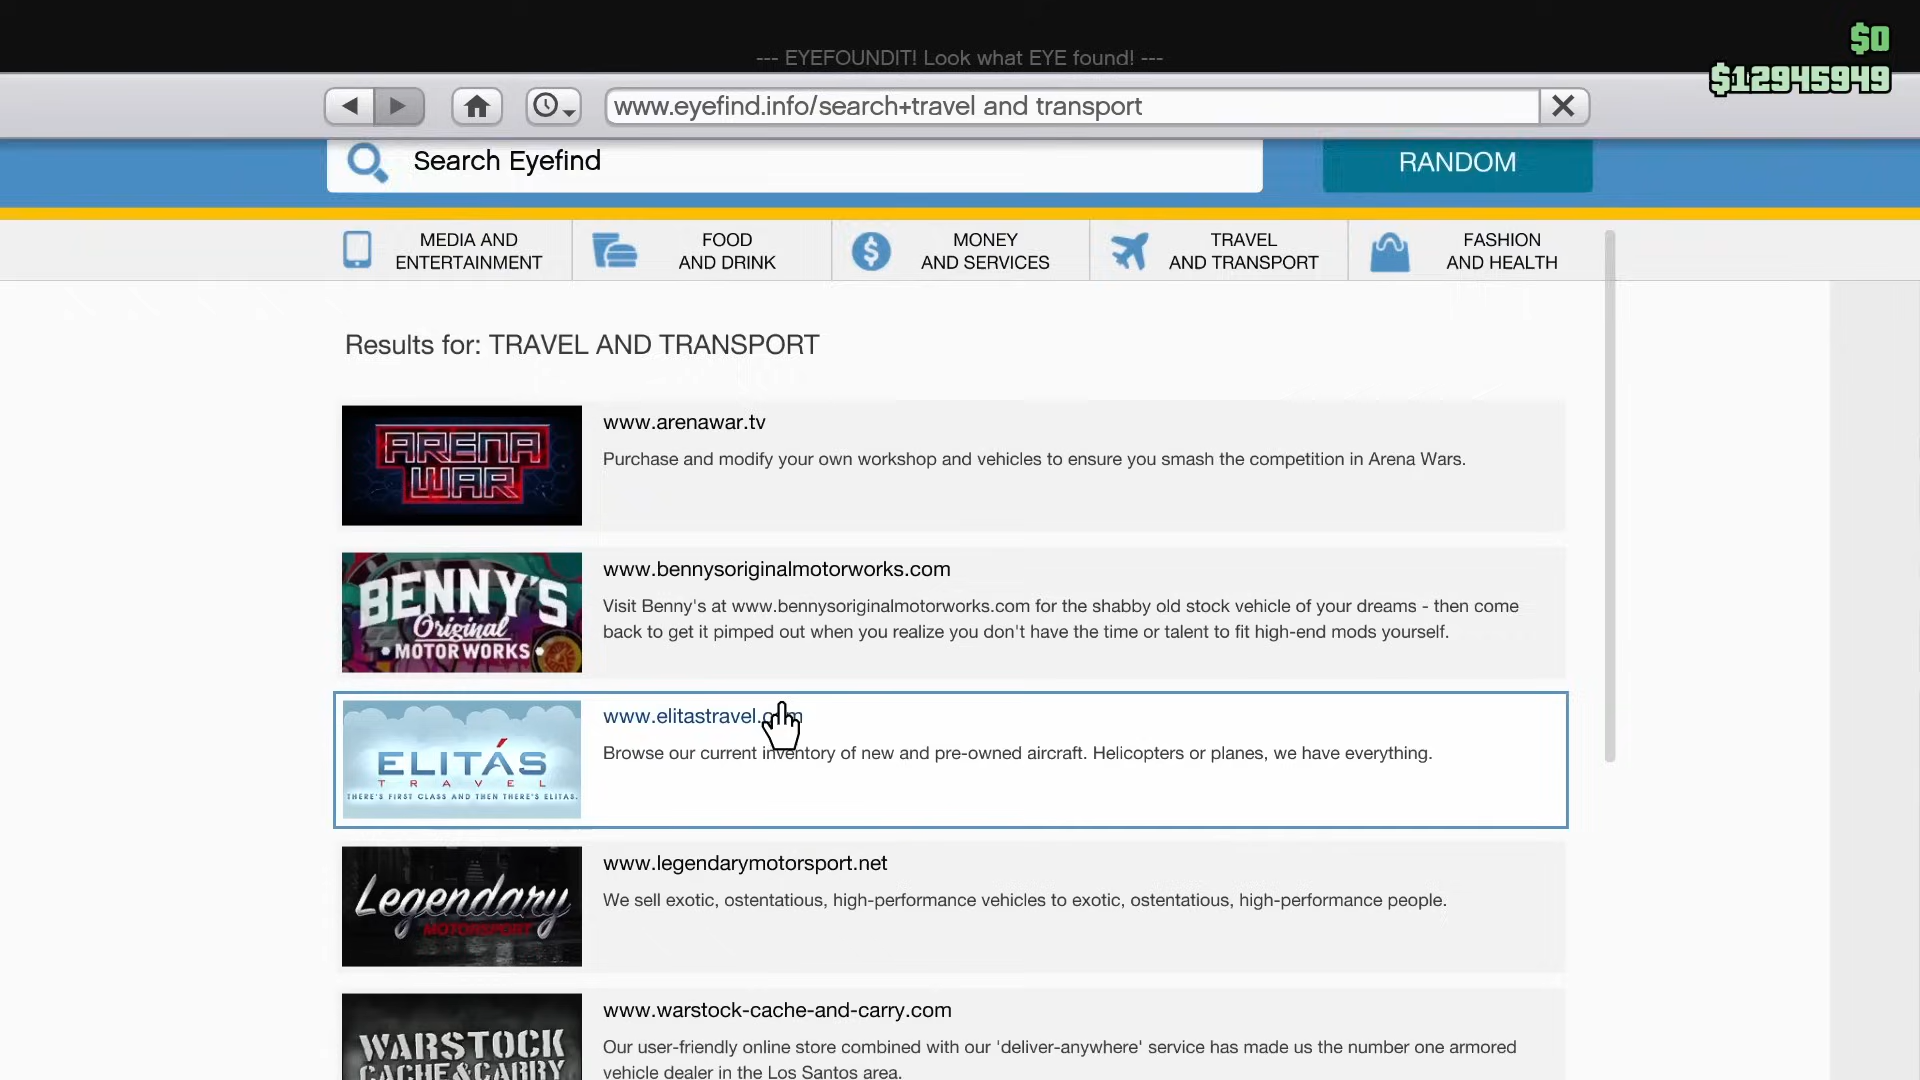 $0
--- EYEFOUNDIT! Look what EYE found! ---
$12945949
www.eyefind.info/search+travel and transport
Search Eyefind
RANDOM
MEDIA AND
ENTERTAINMENT
FOOD
AND DRINK
MONEY
AND SERVICES
TRAVEL
AND TRANSPORT
FASHION
AND HEALTH
Results for: TRAVEL AND TRANSPORT
ARENA
WAR
www.arenawar.tv
Purchase and modify your own workshop and vehicles to ensure you smash the competition in Arena Wars.
BENNY'S
Original
MOTOR WORKS
www.bennysoriginalmotorworks.com
Visit Benny's at www.bennysoriginalmotorworks.com for the shabby old stock vehicle of your dreams - then come
back to get it pimped out when you realize you don't have the time or talent to fit high-end mods yourself.
ELITÁS
TRAVEL
THERE'S FIRST CLASS AND THEN THERE'S ELITAS.
www.elitastravel.com
Browse our current inventory of new and pre-owned aircraft. Helicopters or planes, we have everything.
Legendary
MOTORSPORT
www.legendarymotorsport.net
We sell exotic, ostentatious, high-performance vehicles to exotic, ostentatious, high-performance people.
WARSTOCK
CACHE & CARRY
www.warstock-cache-and-carry.com
Our user-friendly online store combined with our 'deliver-anywhere' service has made us the number one armored
vehicle dealer in the Los Santos area.